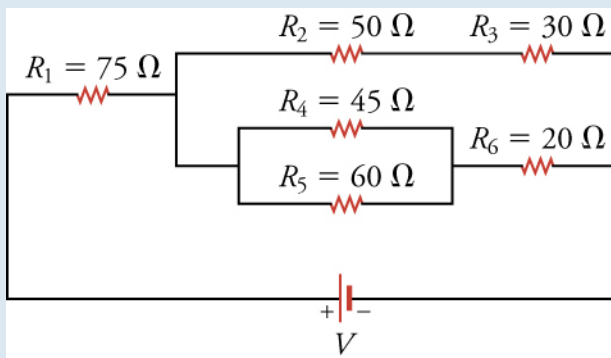 R₂ = 50 Ω R₃ = 30 Ω
R₁ = 75 Ω
R₄ = 45 Ω
R₆ = 20 Ω
R₅ = 60 Ω
+ −
V